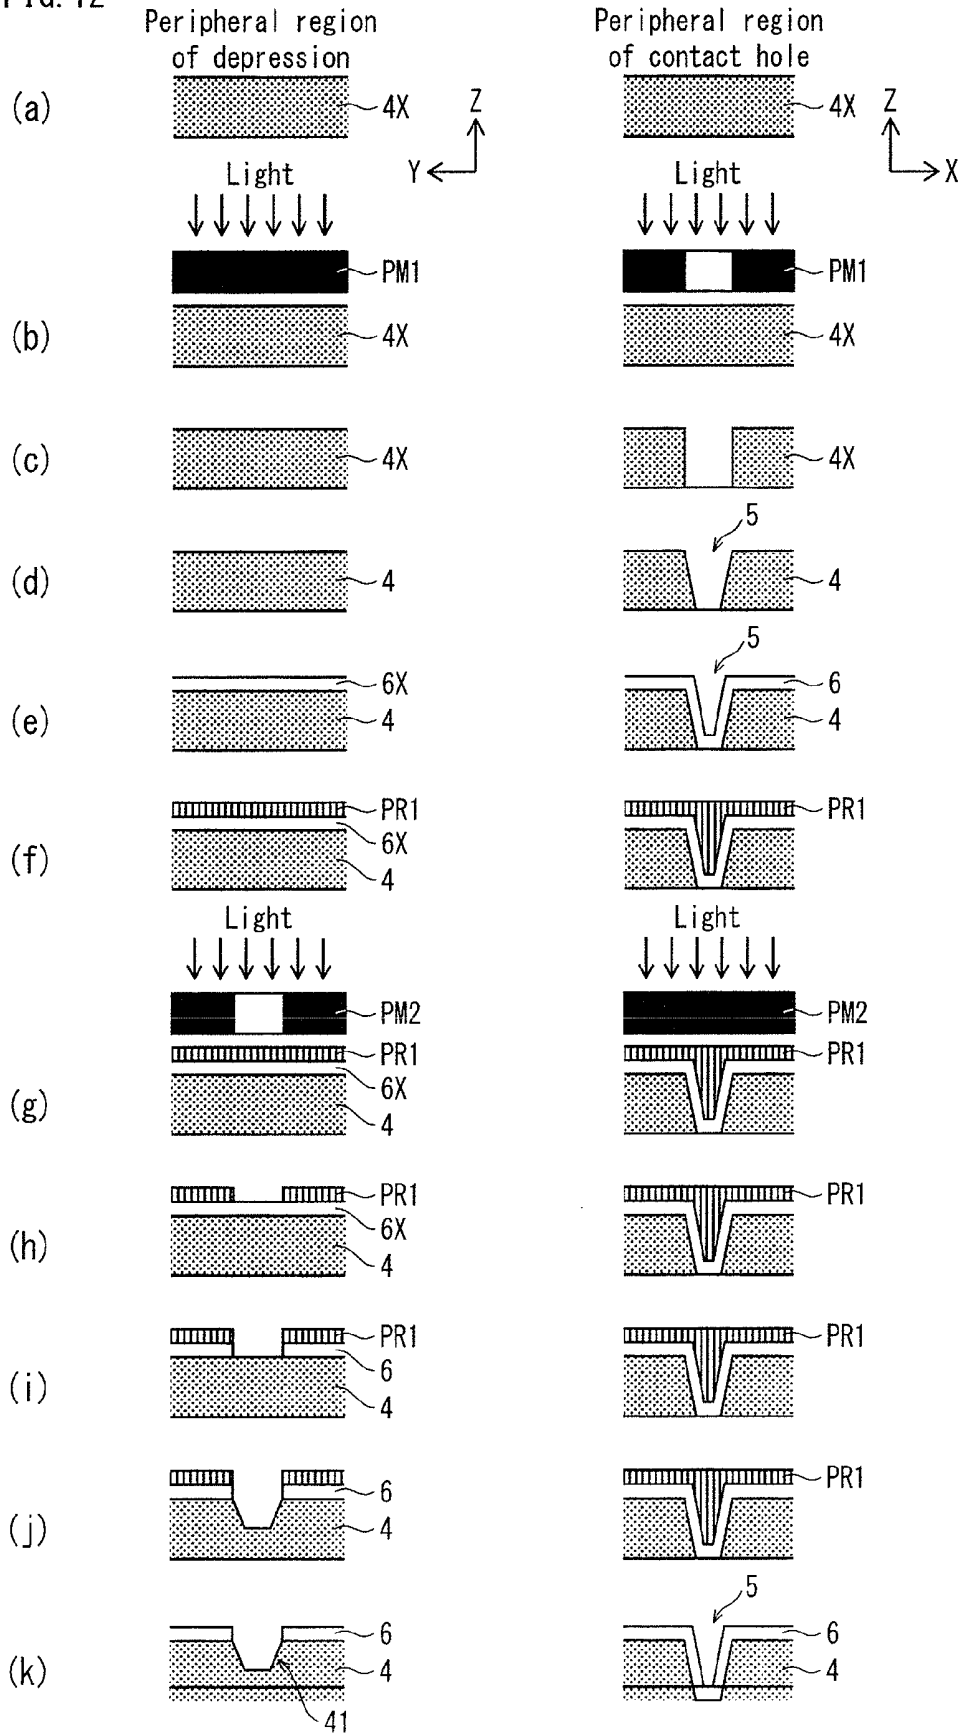 FIG. 12
Peripheral region
of depression
Peripheral region
of contact hole
(a)
4X
Z
Y
4X
Z
X
Light
Light
PM1
PM1
(b)
4X
4X
(c)
4X
4X
5
(d)
4
4
5
(e)
6X
4
6
4
(f)
PR1
6X
4
PR1
Light
Light
PM2
PM2
PR1
PR1
6X
(g)
4
PR1
PR1
6X
(h)
4
PR1
PR1
6
(i)
4
PR1
6
(j)
4
5
6
6
(k)
4
4
41